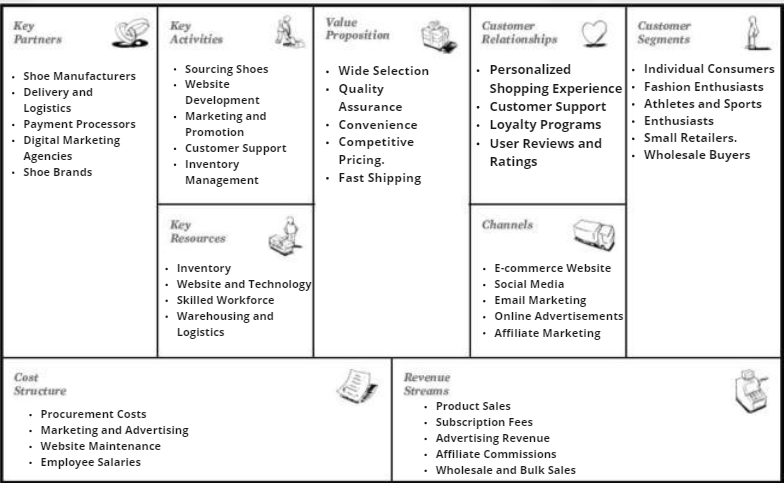 Key
Partners
• Shoe Manufacturers
• Delivery and
Logistics
• Payment Processors
• Digital Marketing
Agencies
• Shoe Brands
Key
Activities
• Sourcing Shoes
• Website
Development
• Marketing and
Promotion
• Customer Support
• Inventory
Management
Key
Resources
• Inventory
• Website and Technology
• Skilled Workforce
• Warehousing and
Logistics
Value
Proposition
• Wide Selection
• Quality
Assurance
• Convenience
• Competitive
Pricing.
• Fast Shipping
Customer
Relationships
• Personalized
Shopping Experience
• Customer Support
• Loyalty Programs
• User Reviews and
Ratings
Channels
• E-commerce Website
• Social Media
• Email Marketing
• Online Advertisements
• Affiliate Marketing
Customer
Segments
• Individual Consumers
• Fashion Enthusiasts
• Athletes and Sports
• Enthusiasts
• Small Retailers.
• Wholesale Buyers
Cost
Structure
• Procurement Costs
• Marketing and Advertising
• Website Maintenance
• Employee Salaries
Revenue
Streams
• Product Sales
• Subscription Fees
• Advertising Revenue
• Affiliate Commissions
• Wholesale and Bulk Sales